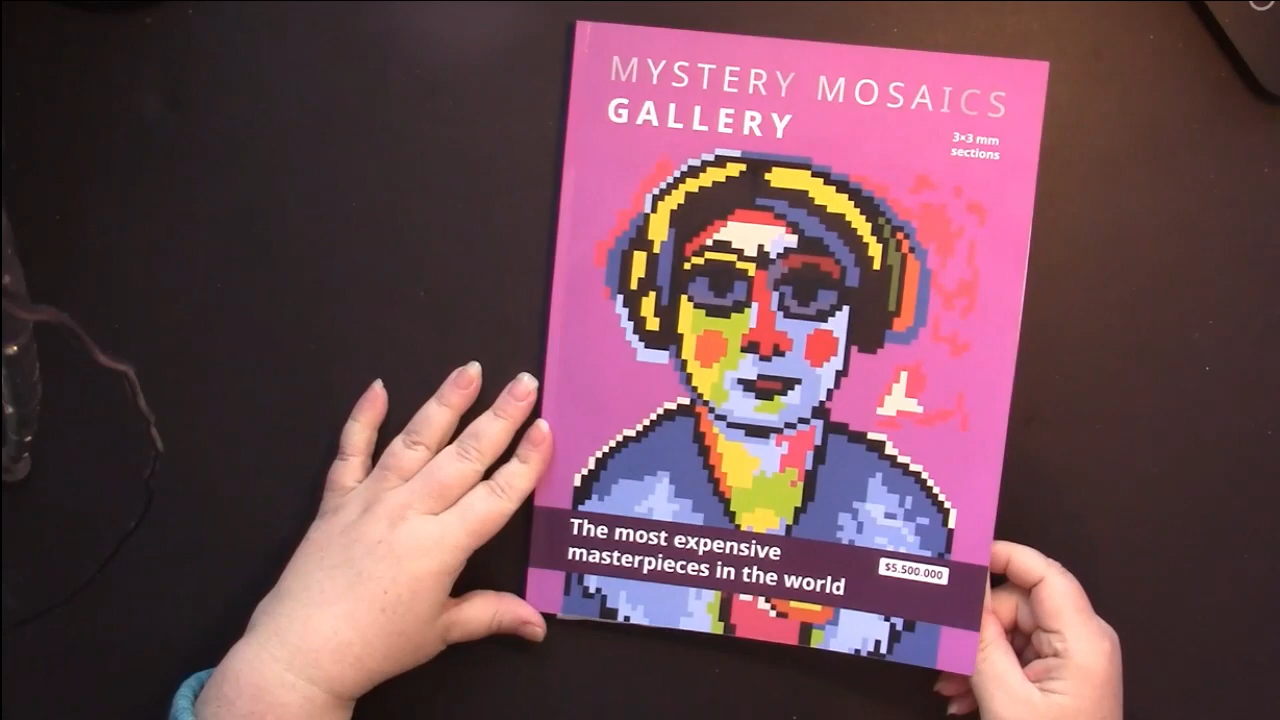 MYSTERY MOSAICS
GALLERY
3×3 mm
sections
The most expensive
masterpieces in the world
$5.500.000